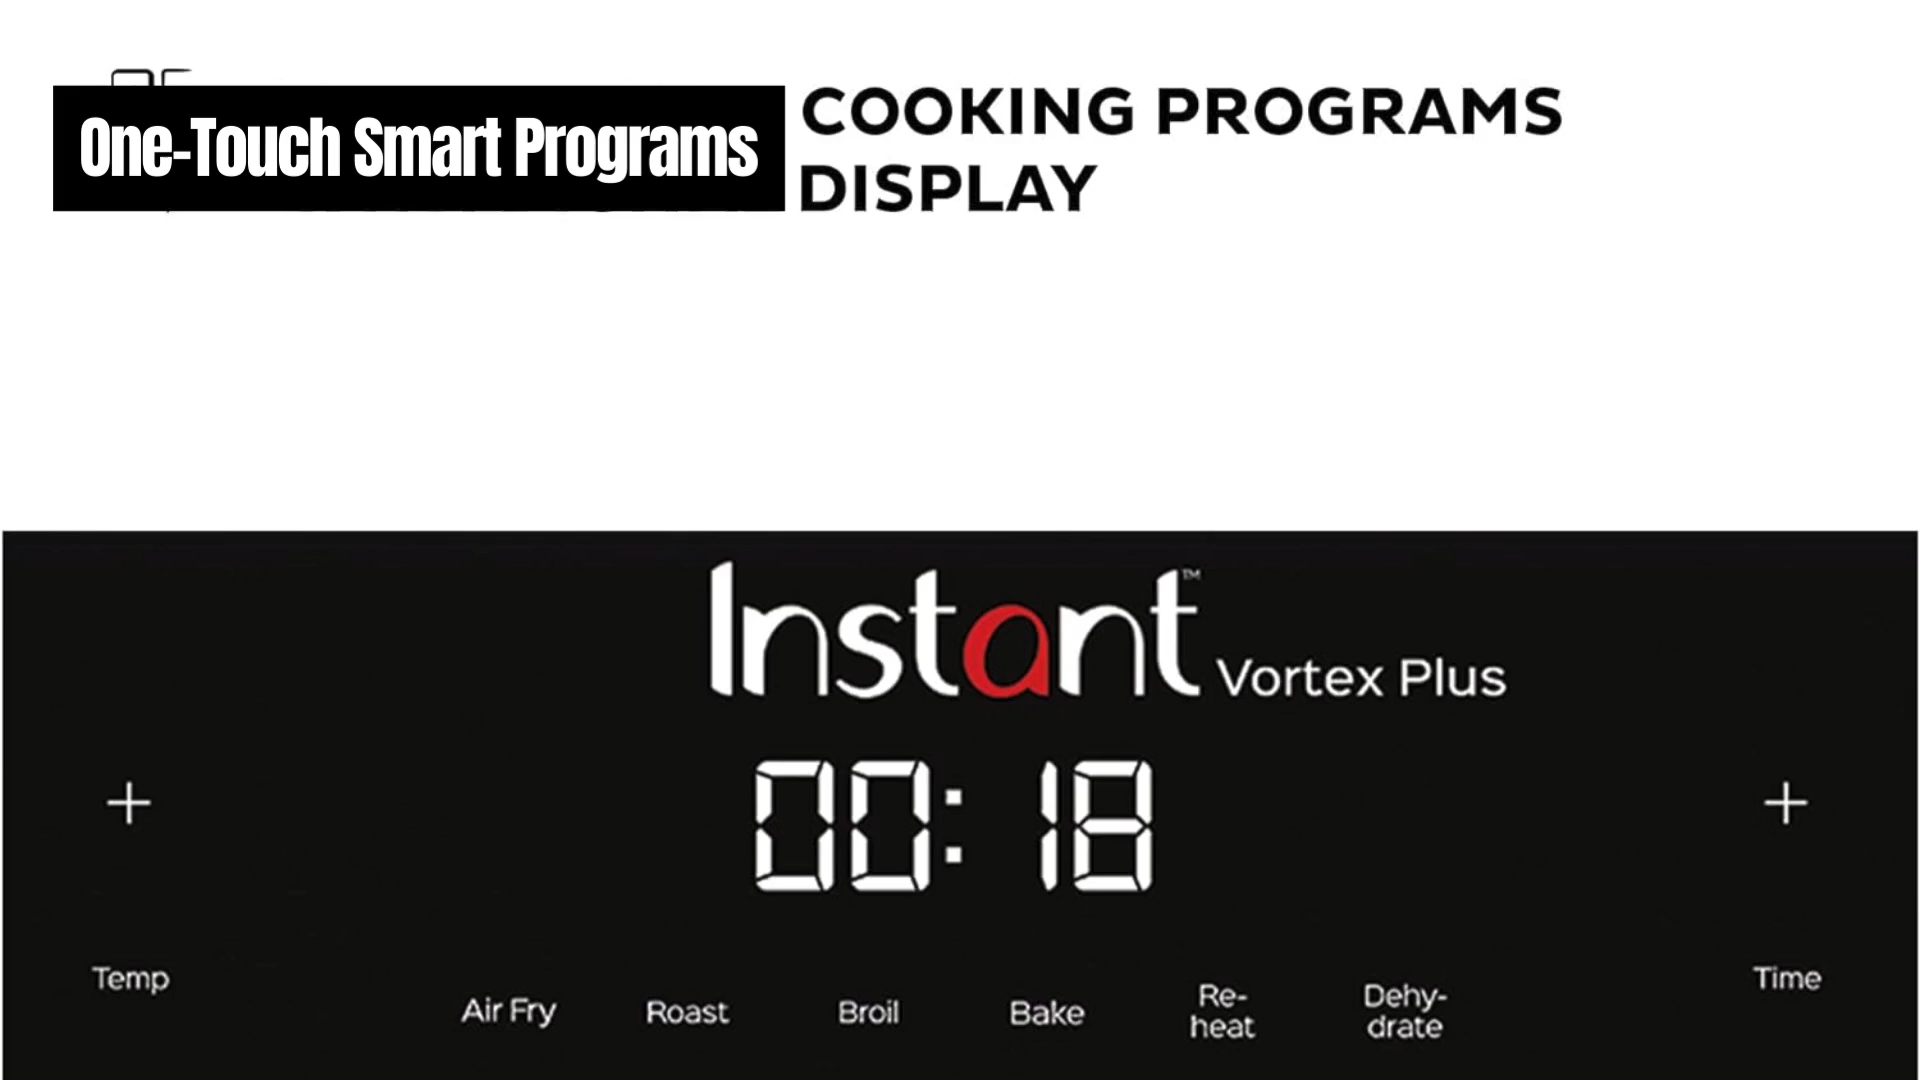 One-Touch Smart Programs
COOKING PROGRAMS
DISPLAY
Instant™ Vortex Plus
00:18
+
+
Temp
Time
Air Fry
Roast
Broil
Bake
Re-
heat
Dehy-
drate